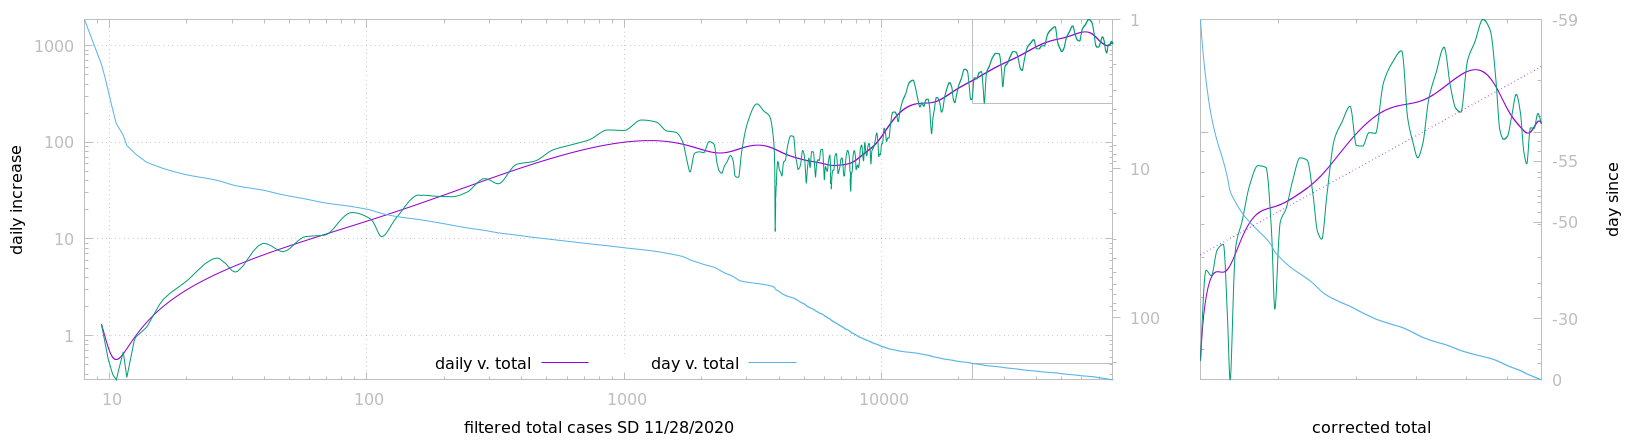 daily increase
1000
100
10
1
10
100
1000
10000
filtered total cases SD 11/28/2020
daily v. total
day v. total
1
10
100
-59
-55
-50
-30
0
day since
corrected total